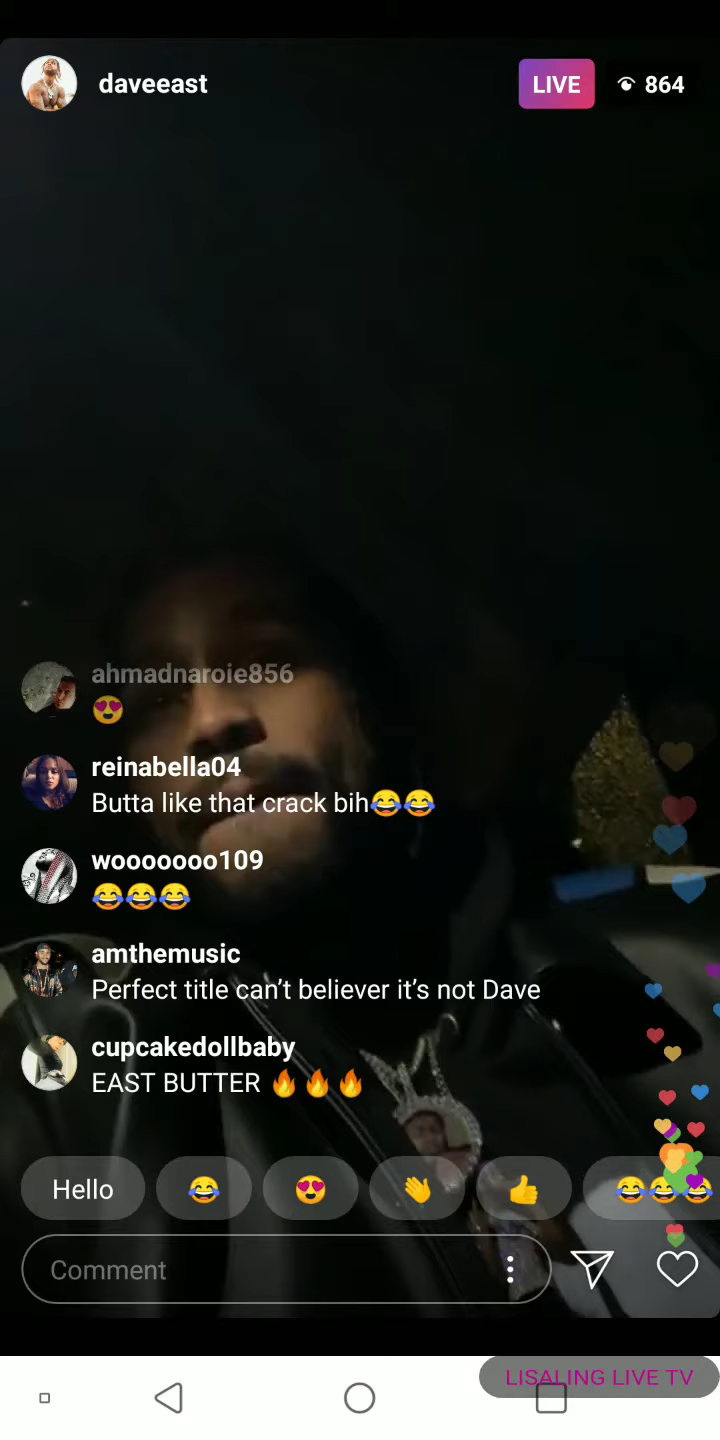 daveeast
LIVE
864
ahmadnaroie856
😍
reinabella04
Butta like that crack bih😂😂
wooooooo109
😂😂😂
amthemusic
Perfect title can’t believer it’s not Dave
cupcakedollbaby
EAST BUTTER 🔥🔥🔥
Hello 😂 😍 👏 👍 😂😂😂
Comment
LISALING LIVE TV